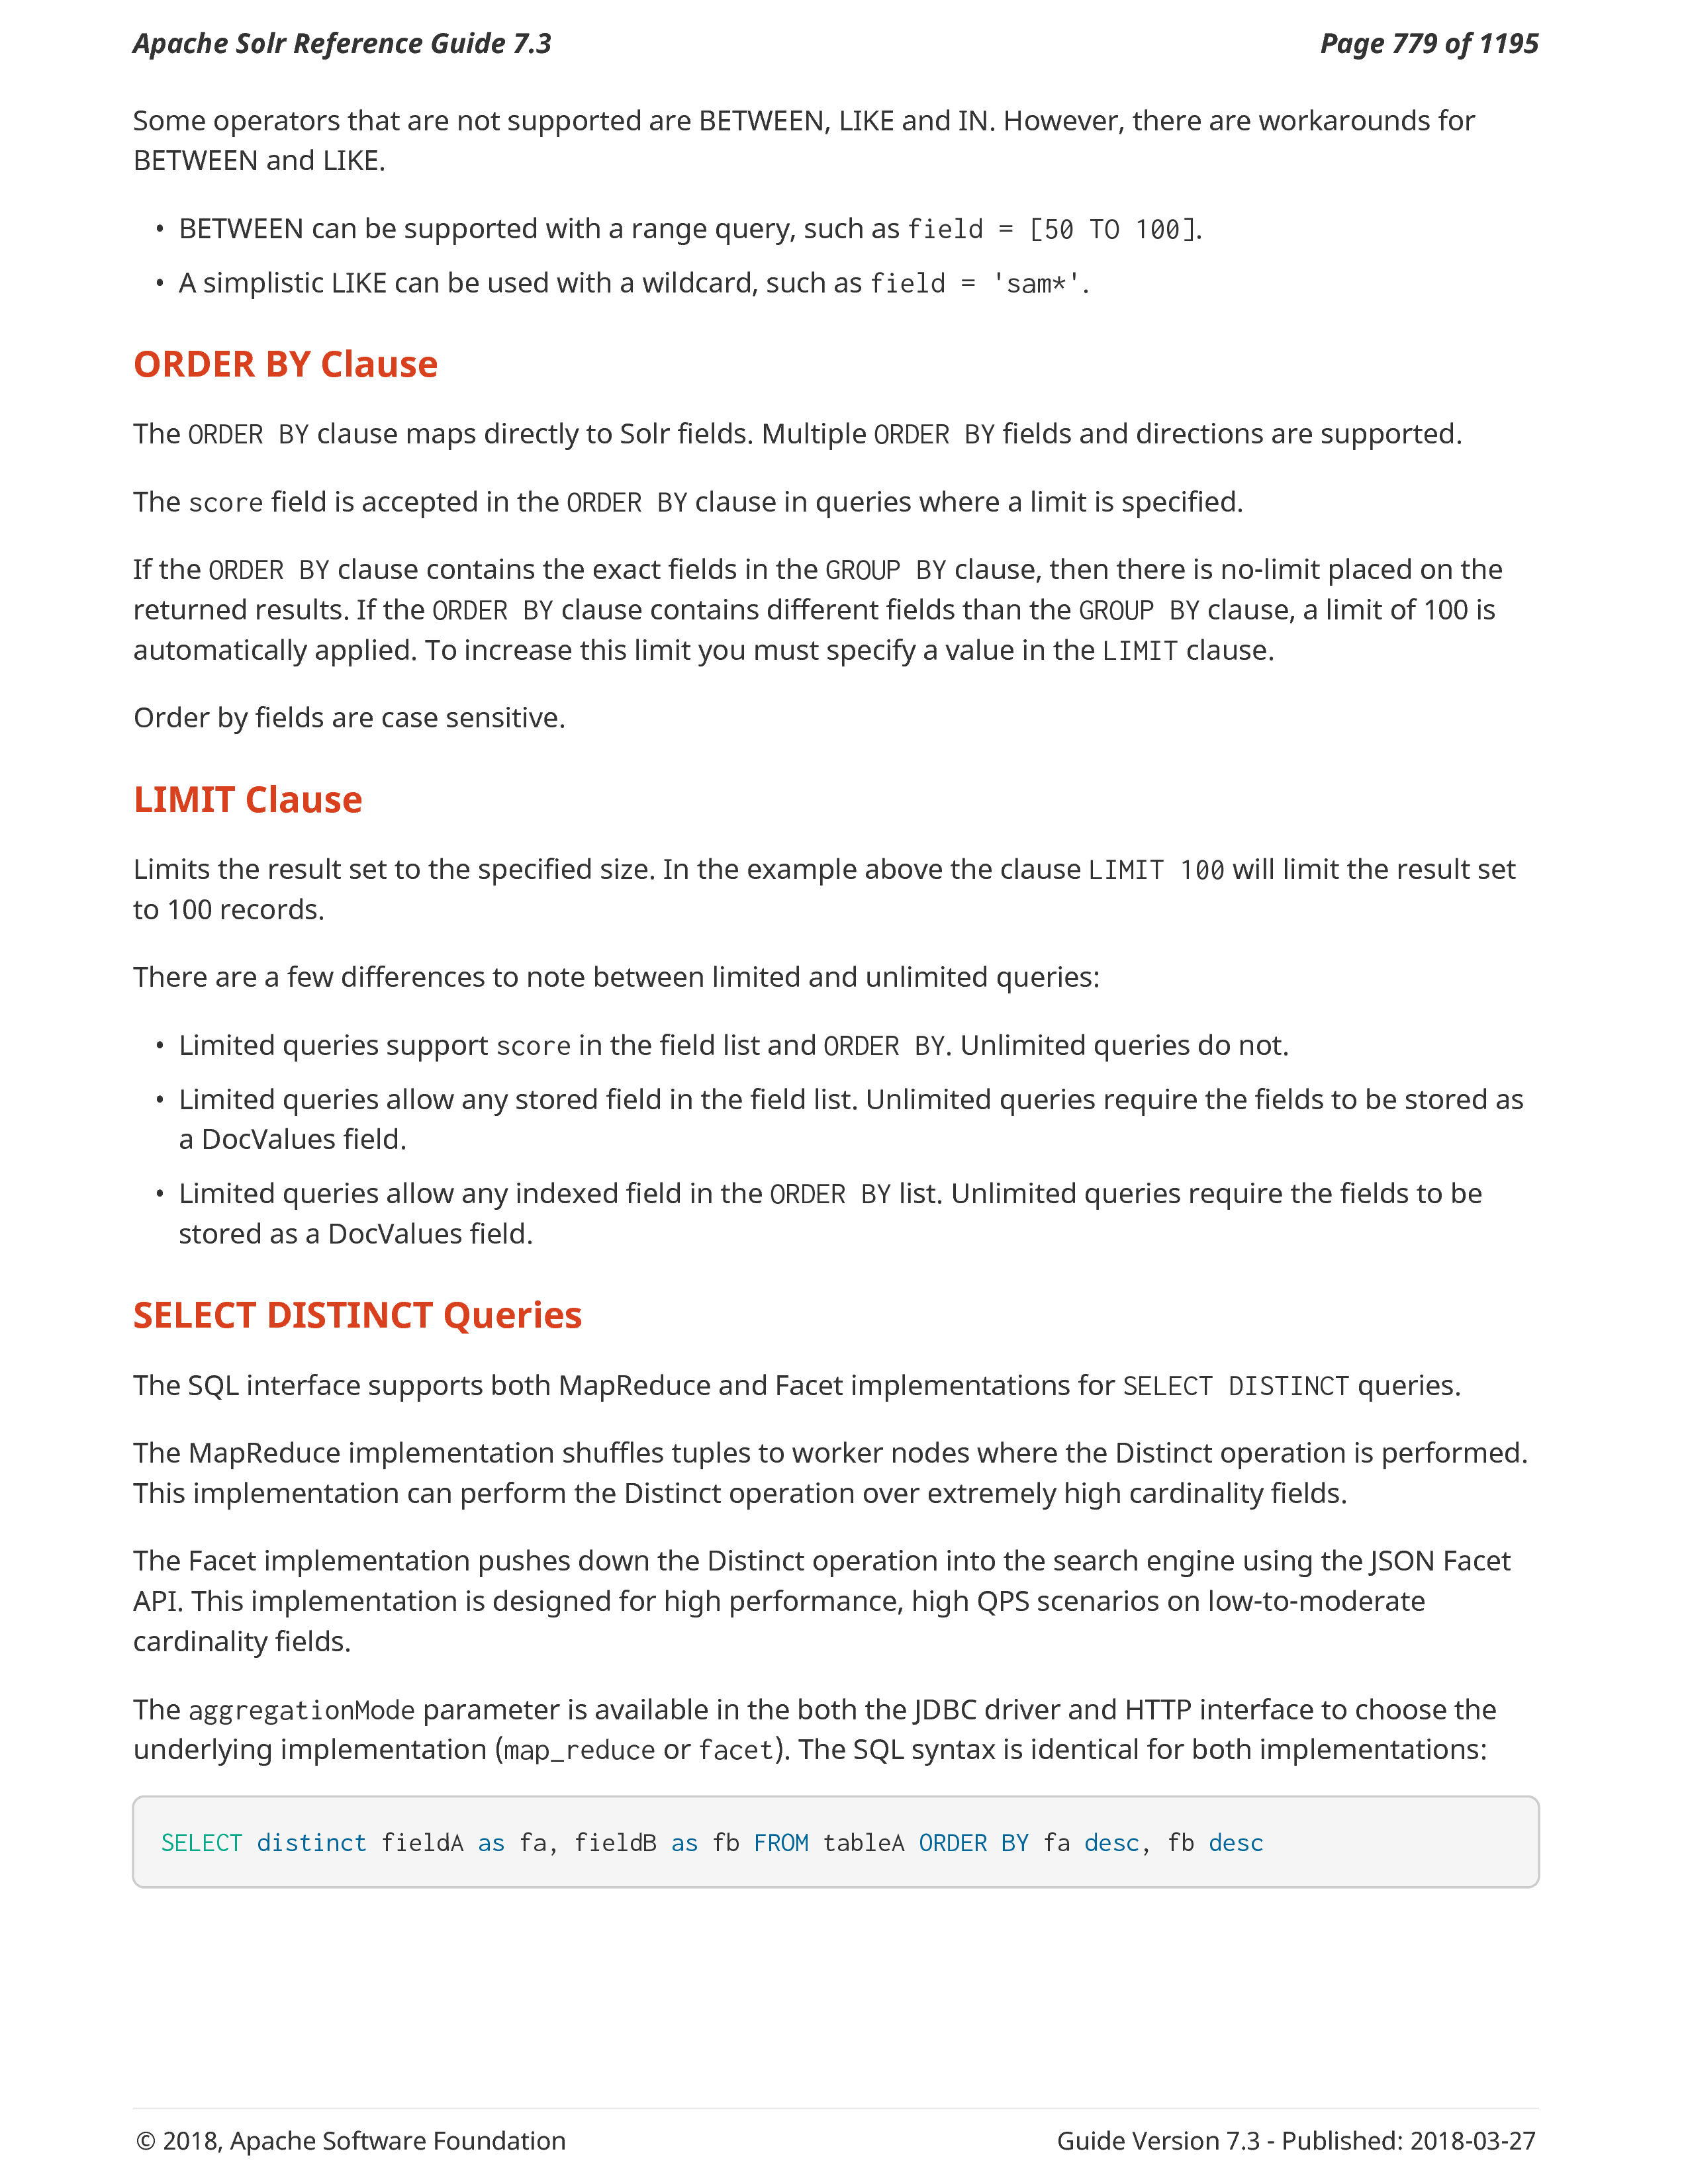 Apache Solr Reference Guide 7.3
Page 779 of 1195
Some operators that are not supported are BETWEEN, LIKE and IN. However, there are workarounds for
BETWEEN and LIKE.
• BETWEEN can be supported with a range query, such as field = [50 TO 100].
• A simplistic LIKE can be used with a wildcard, such as field = 'sam*'.
ORDER BY Clause
The ORDER BY clause maps directly to Solr fields. Multiple ORDER BY fields and directions are supported.
The score field is accepted in the ORDER BY clause in queries where a limit is specified.
If the ORDER BY clause contains the exact fields in the GROUP BY clause, then there is no-limit placed on the
returned results. If the ORDER BY clause contains different fields than the GROUP BY clause, a limit of 100 is
automatically applied. To increase this limit you must specify a value in the LIMIT clause.
Order by fields are case sensitive.
LIMIT Clause
Limits the result set to the specified size. In the example above the clause LIMIT 100 will limit the result set
to 100 records.
There are a few differences to note between limited and unlimited queries:
• Limited queries support score in the field list and ORDER BY. Unlimited queries do not.
• Limited queries allow any stored field in the field list. Unlimited queries require the fields to be stored as
a DocValues field.
• Limited queries allow any indexed field in the ORDER BY list. Unlimited queries require the fields to be
stored as a DocValues field.
SELECT DISTINCT Queries
The SQL interface supports both MapReduce and Facet implementations for SELECT DISTINCT queries.
The MapReduce implementation shuffles tuples to worker nodes where the Distinct operation is performed.
This implementation can perform the Distinct operation over extremely high cardinality fields.
The Facet implementation pushes down the Distinct operation into the search engine using the JSON Facet
API. This implementation is designed for high performance, high QPS scenarios on low-to-moderate
cardinality fields.
The aggregationMode parameter is available in the both the JDBC driver and HTTP interface to choose the
underlying implementation (map_reduce or facet). The SQL syntax is identical for both implementations:
SELECT distinct fieldA as fa, fieldB as fb FROM tableA ORDER BY fa desc, fb desc
© 2018, Apache Software Foundation
Guide Version 7.3 - Published: 2018-03-27